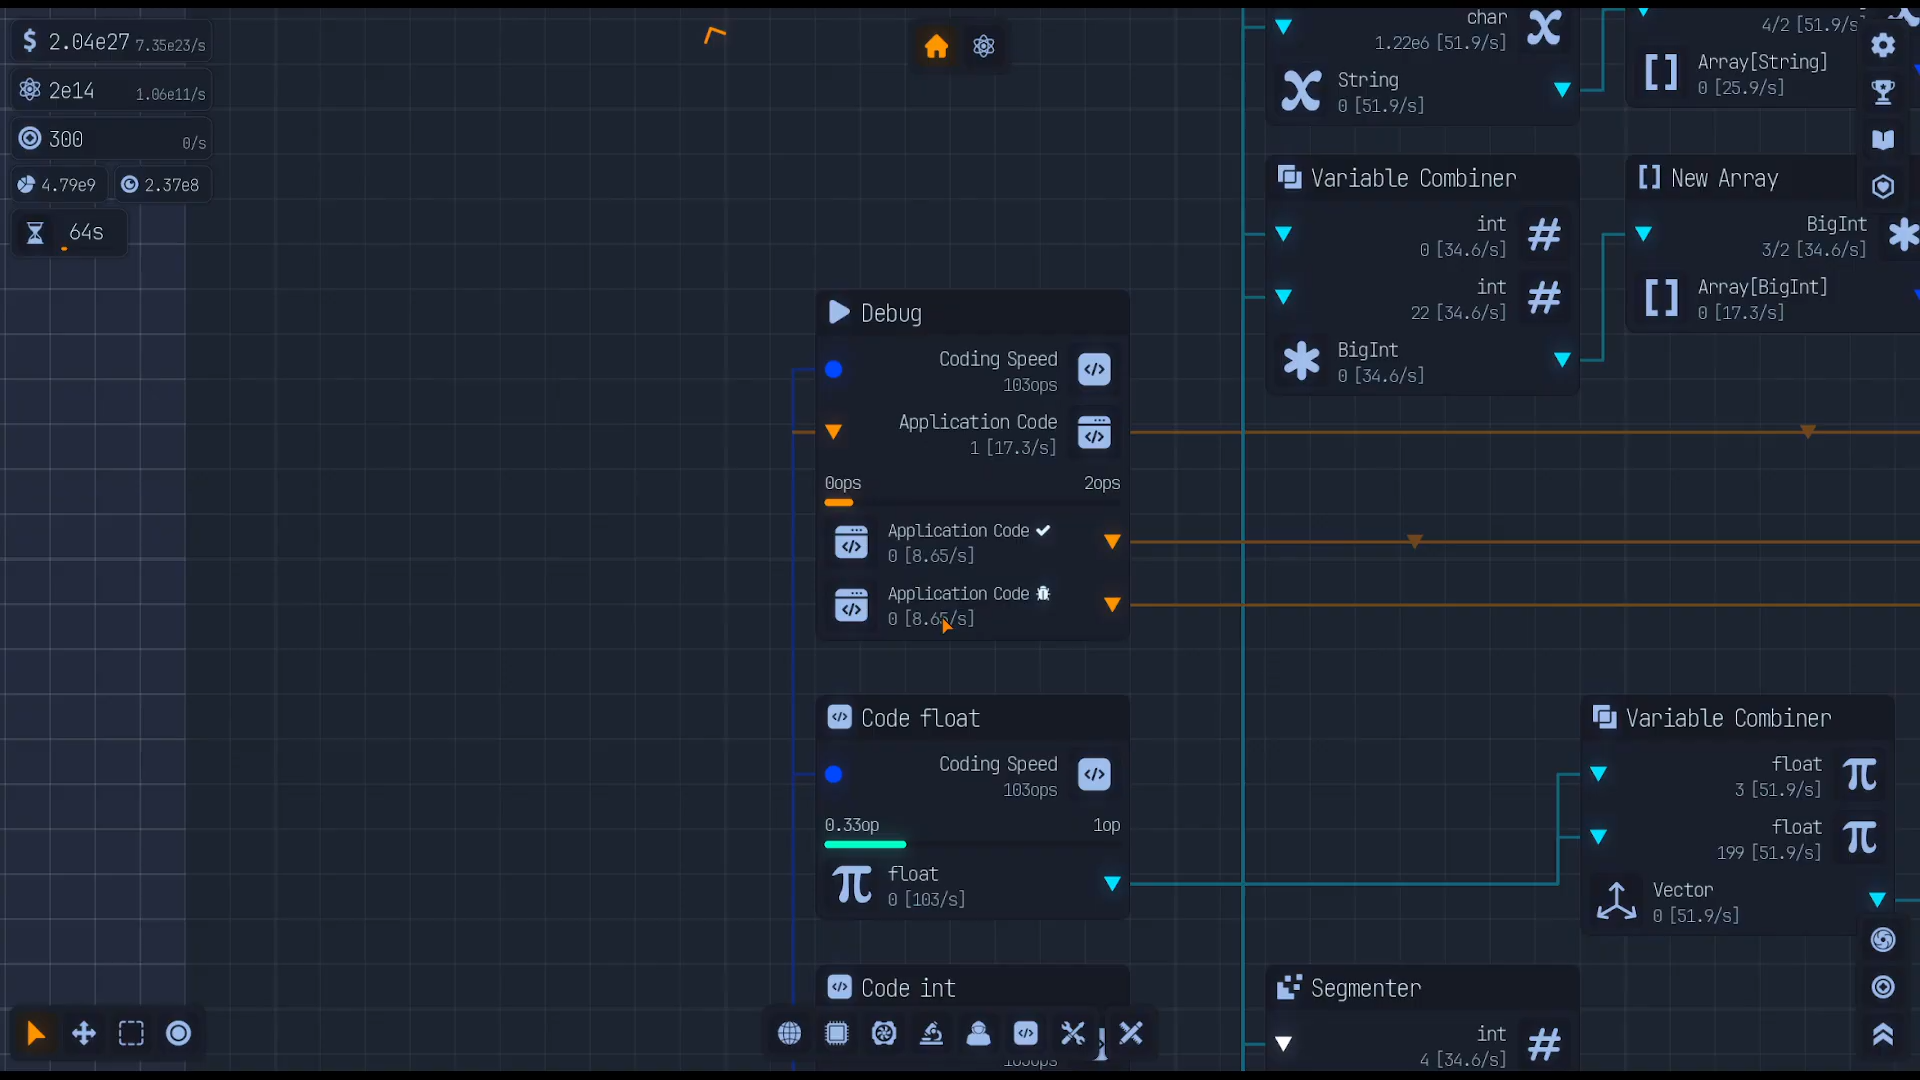 $ 2.04e27 7.35e23/s
2e14 1.06e11/s
300 0/s
4.79e9 2.37e8
64s
char
1.22e6 [51.9/s]
String
0 [51.9/s]
4/2 [51.9/s
Array[String]
0 [25.9/s]
Variable Combiner
int
0 [34.6/s]
int
22 [34.6/s]
BigInt
0 [34.6/s]
[] New Array
BigInt
3/2 [34.6/s]
Array[BigInt]
0 [17.3/s]
Debug
Coding Speed
103ops
Application Code
1 [17.3/s]
0ops 2ops
Application Code
0 [8.65/s]
Application Code
0 [8.65/s]
Code float
Coding Speed
103ops
0.33op 1op
float
0 [103/s]
Variable Combiner
float
3 [51.9/s]
float
199 [51.9/s]
Vector
0 [51.9/s]
Code int
Segmenter
int
4 [34.6/s]